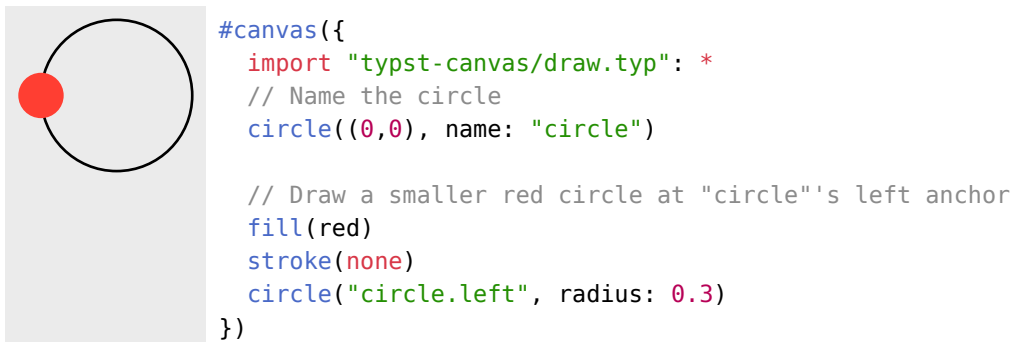 #canvas({
  import "typst-canvas/draw.typ": *
  // Name the circle
  circle((0,0), name: "circle")

  // Draw a smaller red circle at "circle"'s left anchor
  fill(red)
  stroke(none)
  circle("circle.left", radius: 0.3)
})